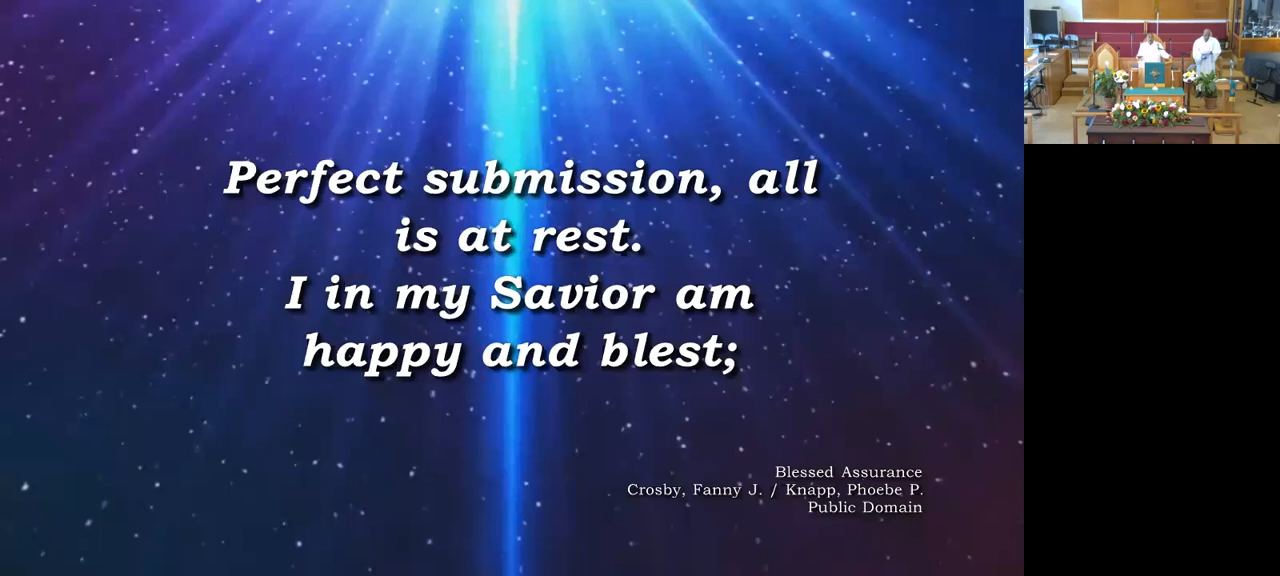 Perfect submission, all
is at rest.
I in my Savior am
happy and blest;
Blessed Assurance
Crosby, Fanny J. / Knapp, Phoebe P.
Public Domain